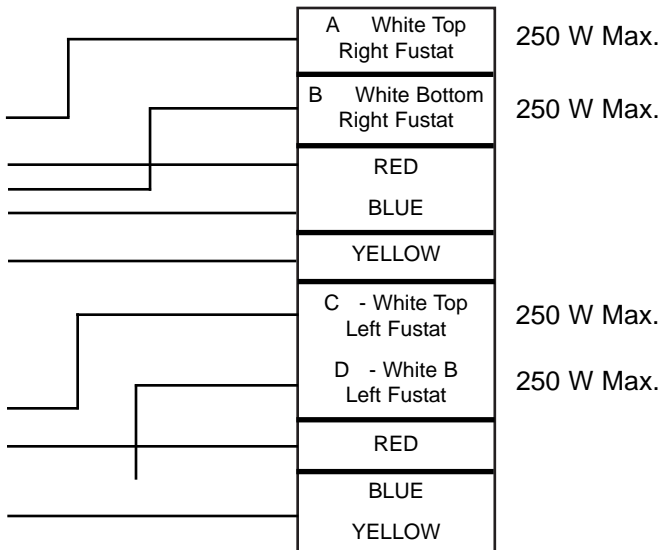 A White Top
Right Fustat
250 W Max.
B White Bottom
Right Fustat
250 W Max.
RED
BLUE
YELLOW
C - White Top
Left Fustat
250 W Max.
D - White B
Left Fustat
250 W Max.
RED
BLUE
YELLOW